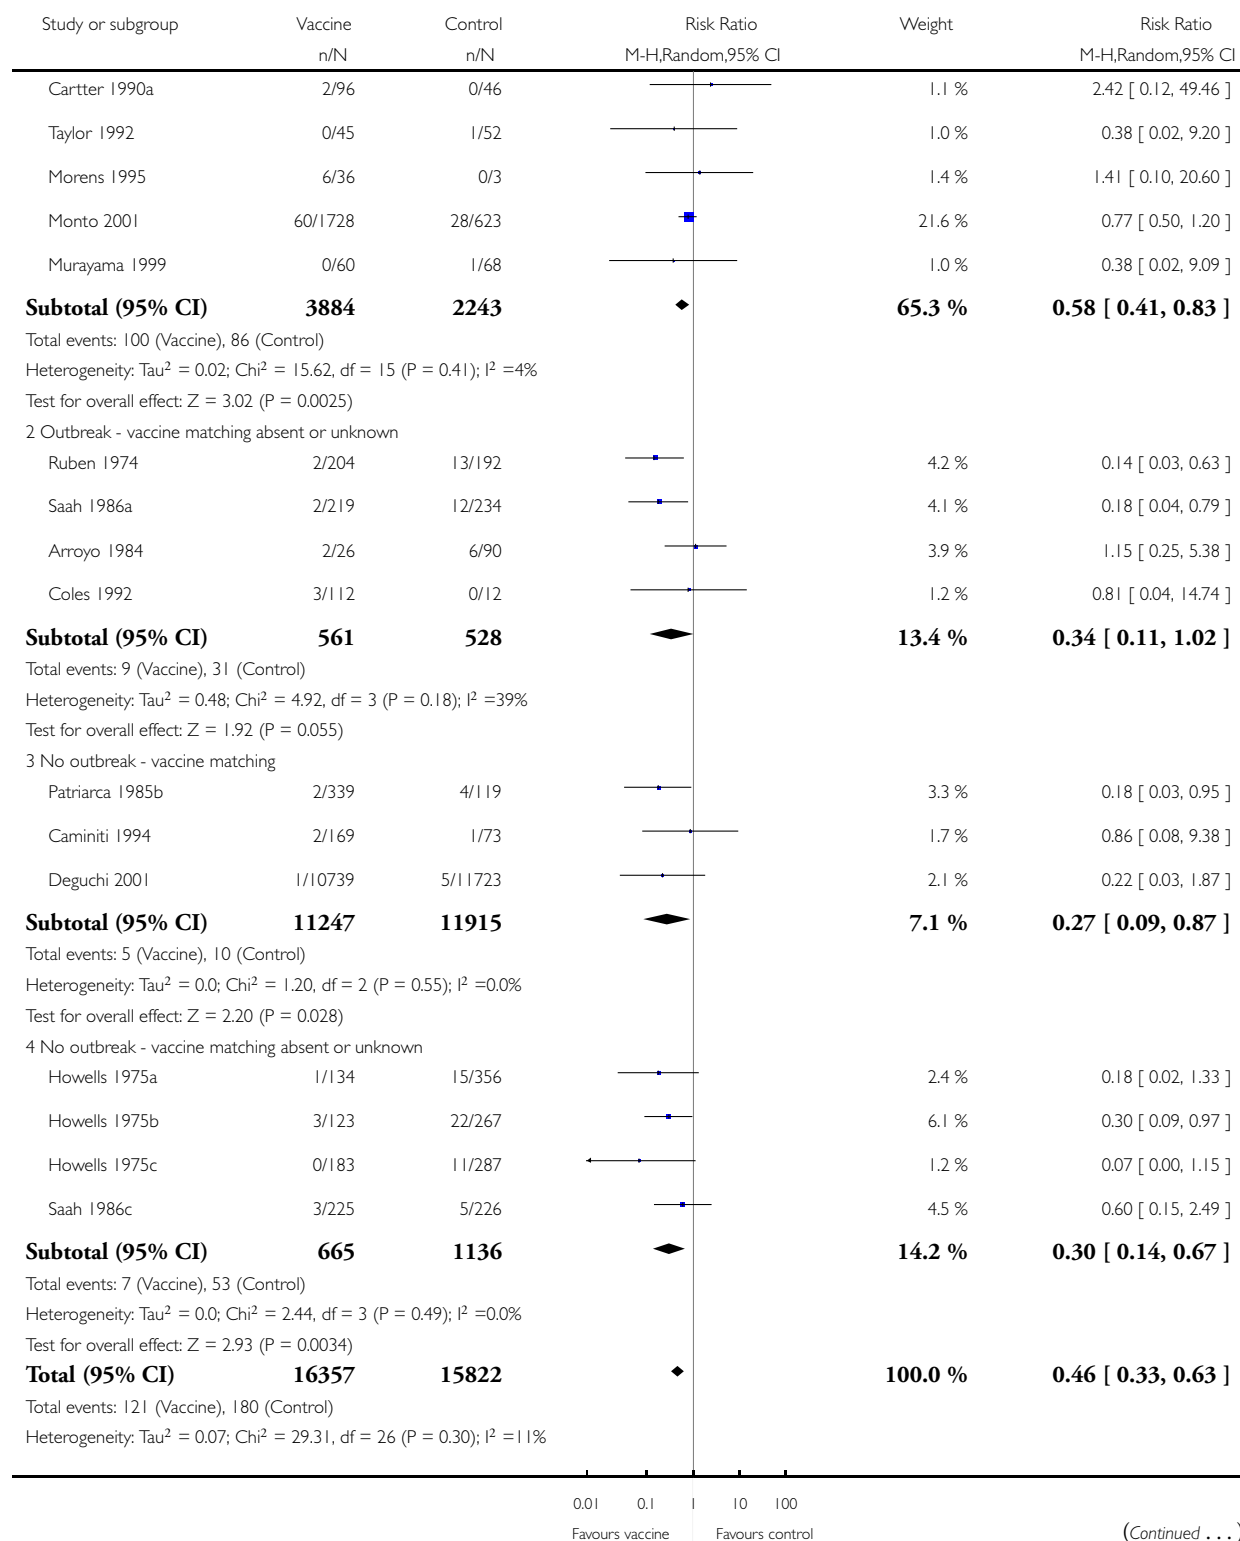 Study or subgroup Vaccine Control Risk Ratio Weight Risk Ratio
n/N n/N M-H,Random,95% CI M-H,Random,95% CI
Cartter 1990a 2/96 0/46 1.1 % 2.42 [ 0.12, 49.46 ]
Taylor 1992 0/45 1/52 1.0 % 0.38 [ 0.02, 9.20 ]
Morens 1995 6/36 0/3 1.4 % 1.41 [ 0.10, 20.60 ]
Monto 2001 60/1728 28/623 21.6 % 0.77 [ 0.50, 1.20 ]
Murayama 1999 0/60 1/68 1.0 % 0.38 [ 0.02, 9.09 ]
Subtotal (95% CI) 3884 2243 65.3 % 0.58 [ 0.41, 0.83 ]
Total events: 100 (Vaccine), 86 (Control)
Heterogeneity: Tau² = 0.02; Chi² = 15.62, df = 15 (P = 0.41); I² =4%
Test for overall effect: Z = 3.02 (P = 0.0025)
2 Outbreak - vaccine matching absent or unknown
Ruben 1974 2/204 13/192 4.2 % 0.14 [ 0.03, 0.63 ]
Saah 1986a 2/219 12/234 4.1 % 0.18 [ 0.04, 0.79 ]
Arroyo 1984 2/26 6/90 3.9 % 1.15 [ 0.25, 5.38 ]
Coles 1992 3/112 0/12 1.2 % 0.81 [ 0.04, 14.74 ]
Subtotal (95% CI) 561 528 13.4 % 0.34 [ 0.11, 1.02 ]
Total events: 9 (Vaccine), 31 (Control)
Heterogeneity: Tau² = 0.48; Chi² = 4.92, df = 3 (P = 0.18); I² =39%
Test for overall effect: Z = 1.92 (P = 0.055)
3 No outbreak - vaccine matching
Patriarca 1985b 2/339 4/119 3.3 % 0.18 [ 0.03, 0.95 ]
Caminiti 1994 2/169 1/73 1.7 % 0.86 [ 0.08, 9.38 ]
Deguchi 2001 1/10739 5/11723 2.1 % 0.22 [ 0.03, 1.87 ]
Subtotal (95% CI) 11247 11915 7.1 % 0.27 [ 0.09, 0.87 ]
Total events: 5 (Vaccine), 10 (Control)
Heterogeneity: Tau² = 0.0; Chi² = 1.20, df = 2 (P = 0.55); I² =0.0%
Test for overall effect: Z = 2.20 (P = 0.028)
4 No outbreak - vaccine matching absent or unknown
Howells 1975a 1/134 15/356 2.4 % 0.18 [ 0.02, 1.33 ]
Howells 1975b 3/123 22/267 6.1 % 0.30 [ 0.09, 0.97 ]
Howells 1975c 0/183 11/287 1.2 % 0.07 [ 0.00, 1.15 ]
Saah 1986c 3/225 5/226 4.5 % 0.60 [ 0.15, 2.49 ]
Subtotal (95% CI) 665 1136 14.2 % 0.30 [ 0.14, 0.67 ]
Total events: 7 (Vaccine), 53 (Control)
Heterogeneity: Tau² = 0.0; Chi² = 2.44, df = 3 (P = 0.49); I² =0.0%
Test for overall effect: Z = 2.93 (P = 0.0034)
Total (95% CI) 16357 15822 100.0 % 0.46 [ 0.33, 0.63 ]
Total events: 121 (Vaccine), 180 (Control)
Heterogeneity: Tau² = 0.07; Chi² = 29.31, df = 26 (P = 0.30); I² =11%
0.01 0.1 1 10 100
Favours vaccine Favours control (Continued . . . )